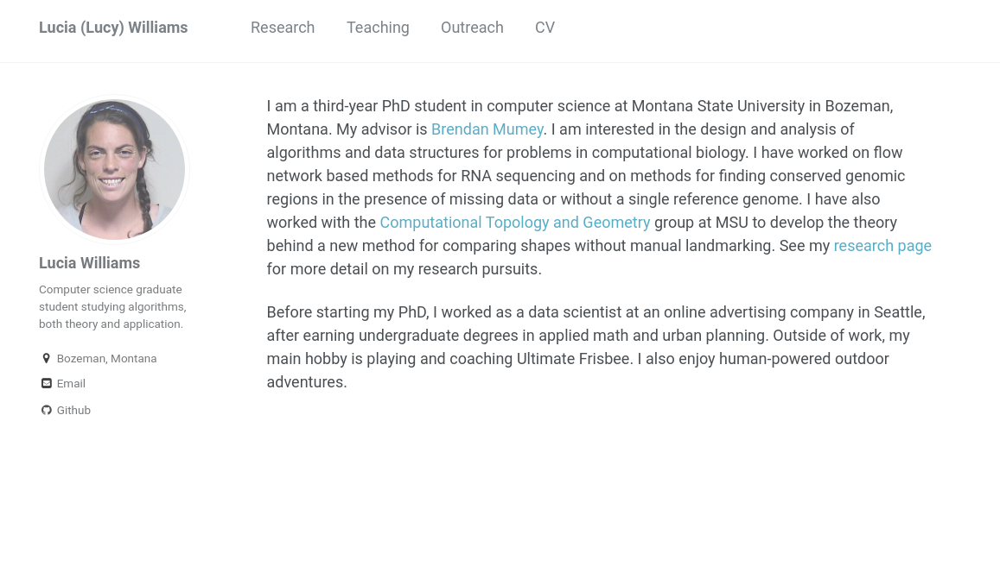 Lucia (Lucy) Williams Research Teaching Outreach CV
Lucia Williams
Computer science graduate
student studying algorithms,
both theory and application.
Bozeman, Montana
Email
Github
I am a third-year PhD student in computer science at Montana State University in Bozeman,
Montana. My advisor is Brendan Mumey. I am interested in the design and analysis of
algorithms and data structures for problems in computational biology. I have worked on flow
network based methods for RNA sequencing and on methods for finding conserved genomic
regions in the presence of missing data or without a single reference genome. I have also
worked with the Computational Topology and Geometry group at MSU to develop the theory
behind a new method for comparing shapes without manual landmarking. See my research page
for more detail on my research pursuits.
Before starting my PhD, I worked as a data scientist at an online advertising company in Seattle,
after earning undergraduate degrees in applied math and urban planning. Outside of work, my
main hobby is playing and coaching Ultimate Frisbee. I also enjoy human-powered outdoor
adventures.